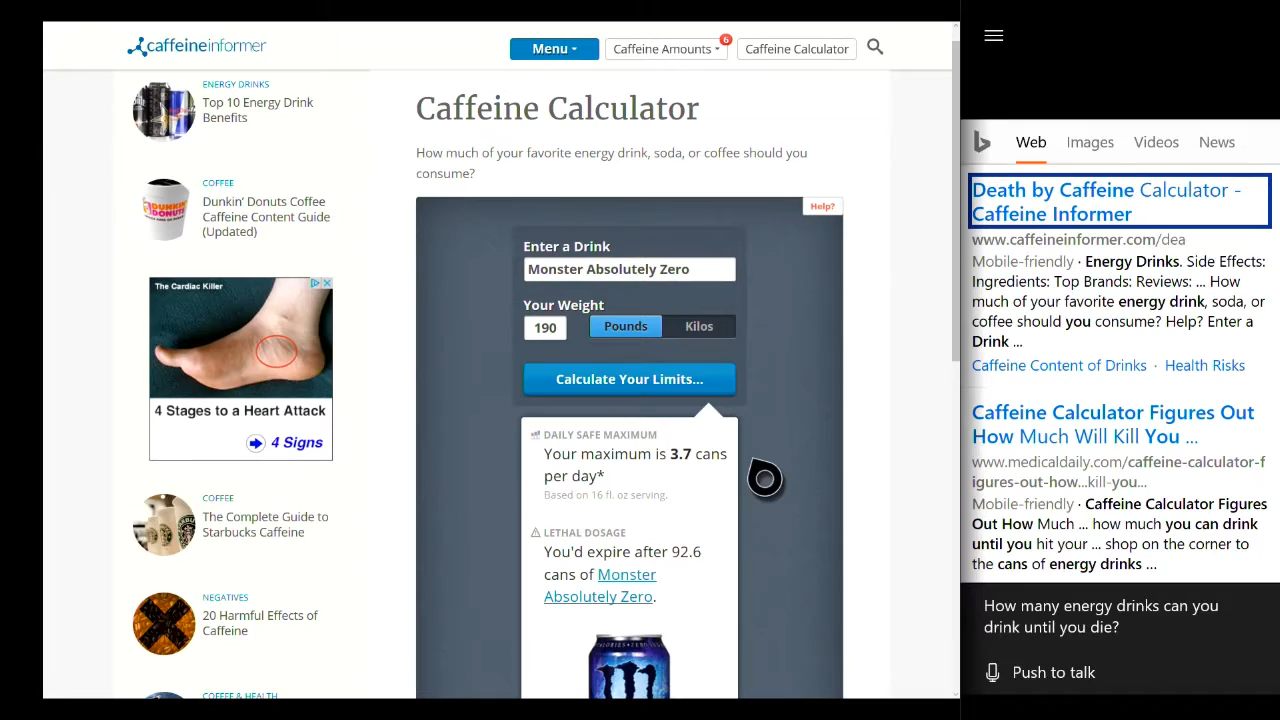 caffeineinformer
Menu
Caffeine Amounts
6
Caffeine Calculator
ENERGY DRINKS
Top 10 Energy Drink
Benefits
COFFEE
Dunkin' Donuts Coffee
Caffeine Content Guide
(Updated)
The Cardiac Killer
4 Stages to a Heart Attack
4 Signs
COFFEE
The Complete Guide to
Starbucks Caffeine
NEGATIVES
20 Harmful Effects of
Caffeine
COFFEE & HEALTH
Caffeine Calculator
How much of your favorite energy drink, soda, or coffee should you
consume?
Help?
Enter a Drink
Monster Absolutely Zero
Your Weight
190
Pounds
Kilos
Calculate Your Limits...
DAILY SAFE MAXIMUM
Your maximum is 3.7 cans
per day*
Based on 16 fl. oz serving.
LETHAL DOSAGE
You'd expire after 92.6
cans of Monster
Absolutely Zero.
Web
Images
Videos
News
Death by Caffeine Calculator -
Caffeine Informer
www.caffeineinformer.com/dea
Mobile-friendly · Energy Drinks. Side Effects:
Ingredients: Top Brands: Reviews: ... How
much of your favorite energy drink, soda, or
coffee should you consume? Help? Enter a
Drink ...
Caffeine Content of Drinks · Health Risks
Caffeine Calculator Figures Out
How Much Will Kill You ...
www.medicaldaily.com/caffeine-calculator-f
igures-out-how...kill-you...
Mobile-friendly · Caffeine Calculator Figures
Out How Much ... how much you can drink
until you hit your ... shop on the corner to
the cans of energy drinks ...
How many energy drinks can you
drink until you die?
Push to talk